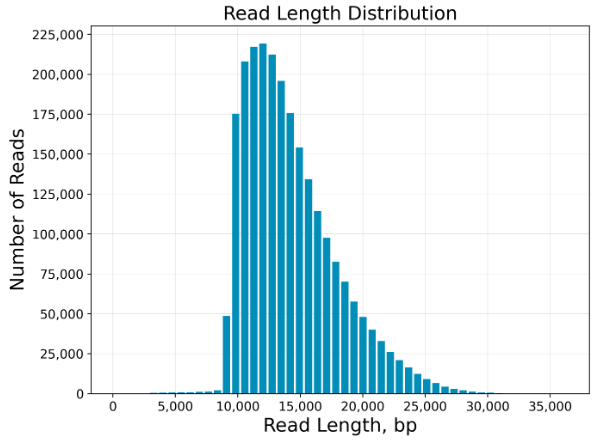 Read Length Distribution
Number of Reads
225,000
200,000
175,000
150,000
125,000
100,000
75,000
50,000
25,000
0
0 5,000 10,000 15,000 20,000 25,000 30,000 35,000
Read Length, bp